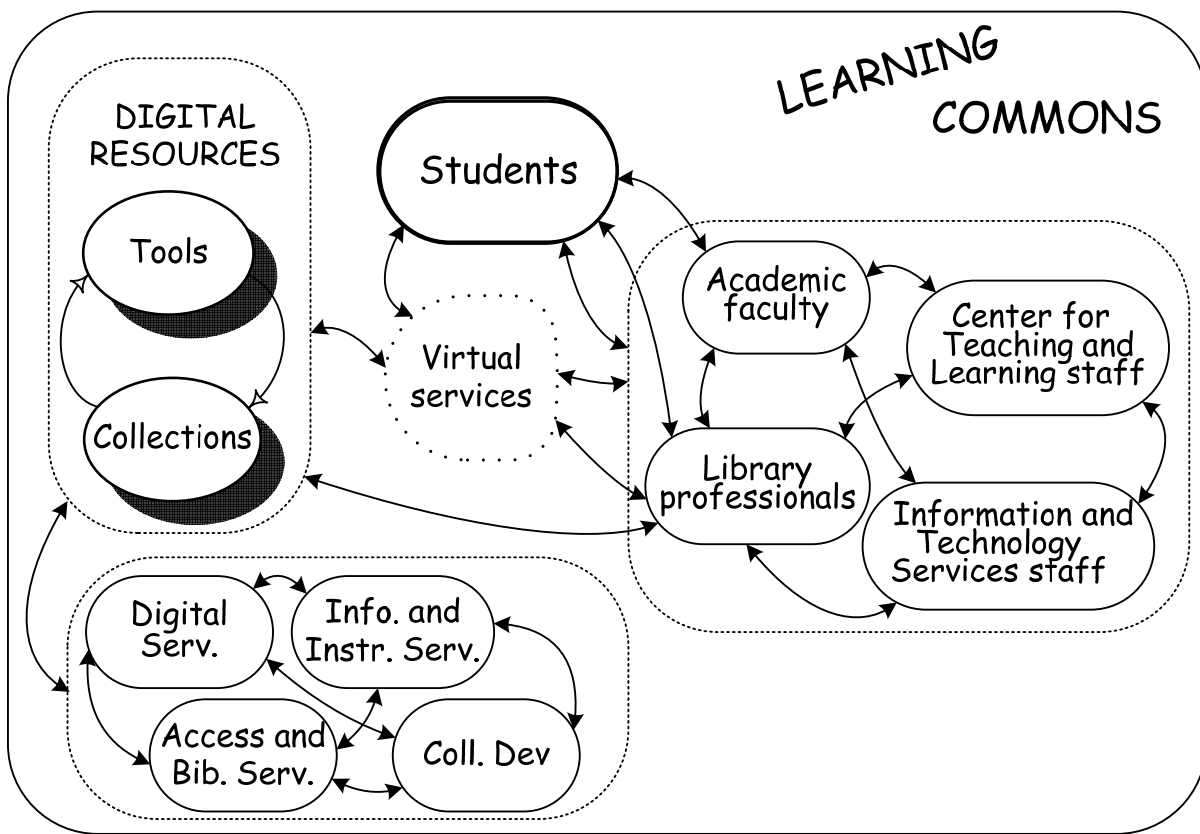 LEARNING
COMMONS
DIGITAL
RESOURCES
Tools
Collections
Students
Virtual
services
Academic
faculty
Center for
Teaching and
Learning staff
Library
professionals
Information and
Technology
Services staff
Digital
Serv.
Info. and
Instr. Serv.
Access and
Bib. Serv.
Coll. Dev